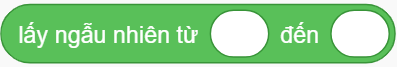 lấy ngẫu nhiên từ đến